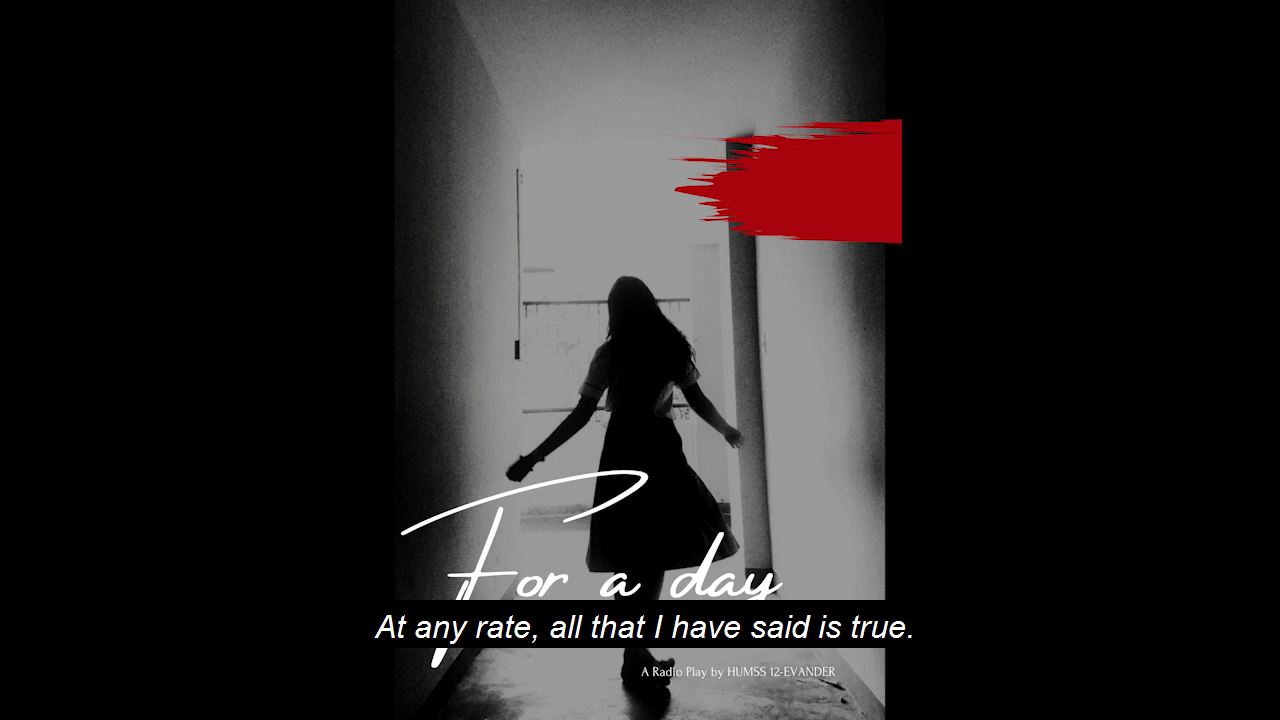 For a day
At any rate, all that I have said is true.
A Radio Play by HUMSS 12-EVANDER